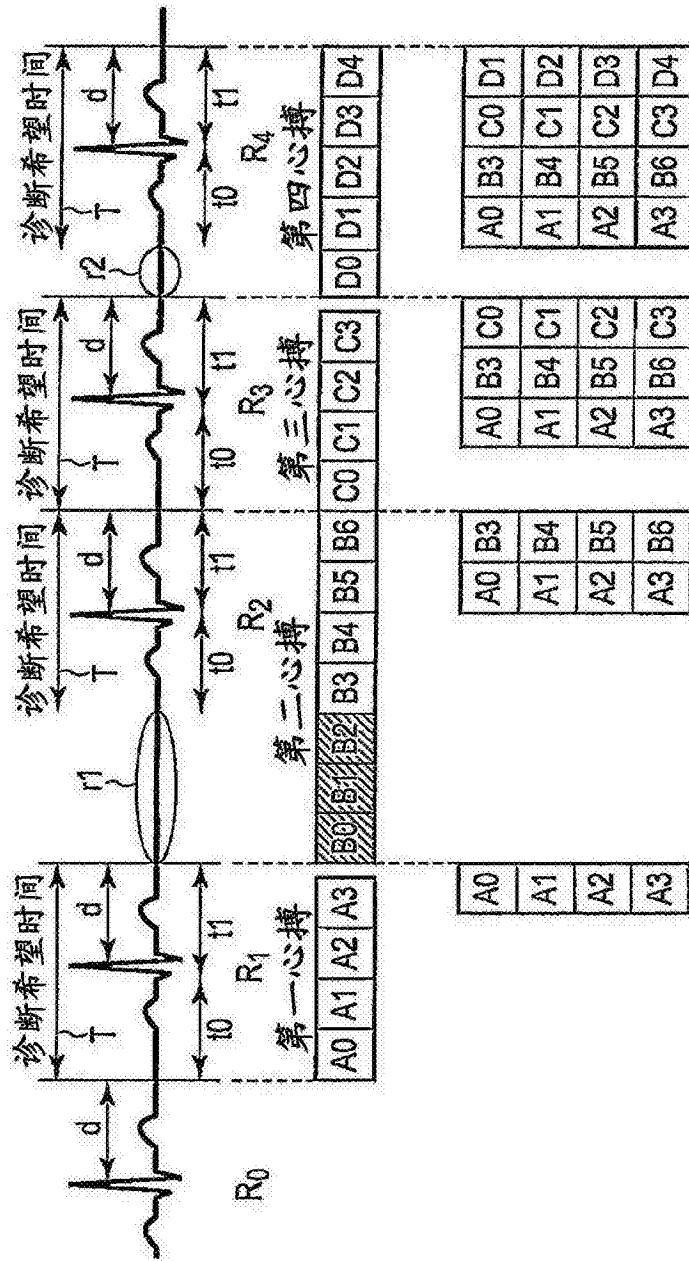 诊断希望时间 诊断希望时间 诊断希望时间 诊断希望时间
T T T T
d d d d d
r1 r2
t0 t1 t0 t1 t0 t1 t0 t1
R0 R1 R2 R3 R4
第一心搏 第二心搏 第三心搏 第四心搏
A0 A1 A2 A3 B0 B1 B2 B3 B4 B5 B6 C0 C1 C2 C3 D0 D1 D2 D3 D4
A0 A0 B3 A0 B3 C0 A0 B3 C0 D1
A1 A1 B4 A1 B4 C1 A1 B4 C1 D2
A2 A2 B5 A2 B5 C2 A2 B5 C2 D3
A3 A3 B6 A3 B6 C3 A3 B6 C3 D4